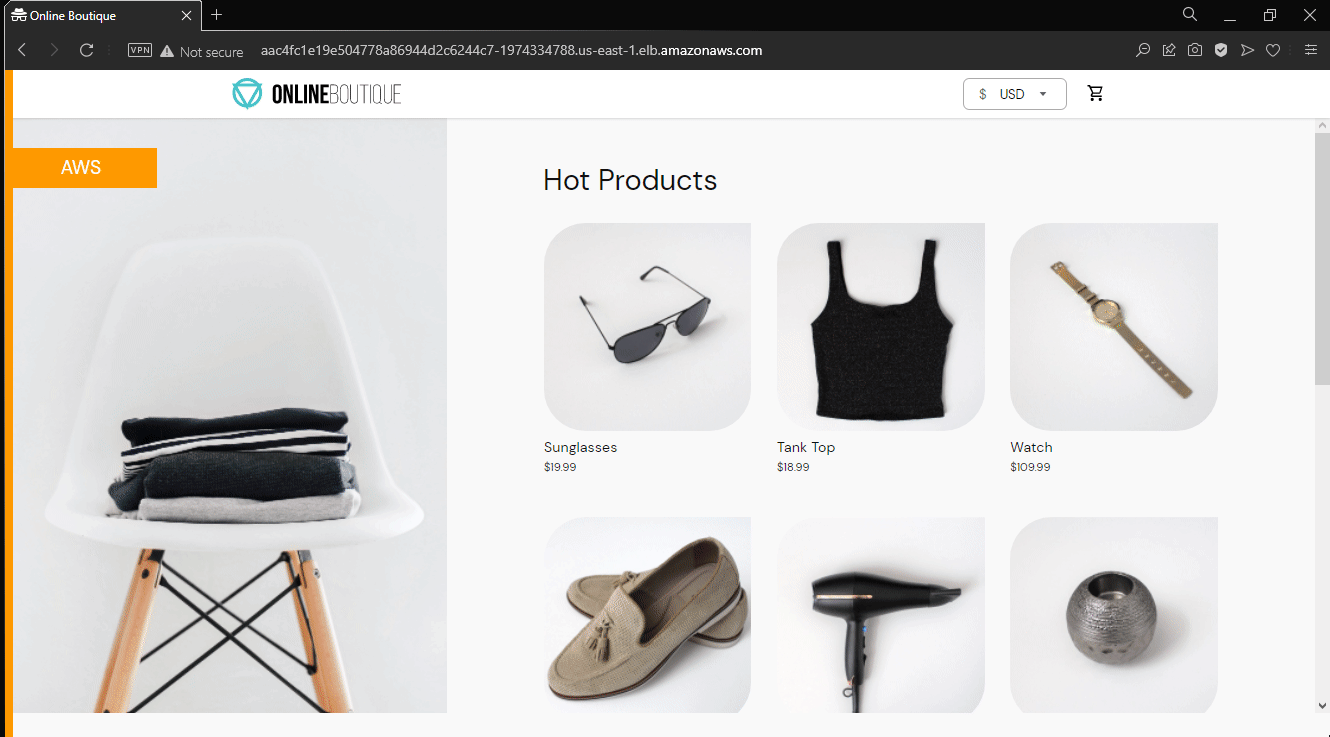 Online Boutique
VPN Not secure aac4fc1e19e504778a86944d2c6244c7-1974334788.us-east-1.elb.amazonaws.com
ONLINEBOUTIQUE
$ USD
AWS
Hot Products
Sunglasses
$19.99
Tank Top
$18.99
Watch
$109.99